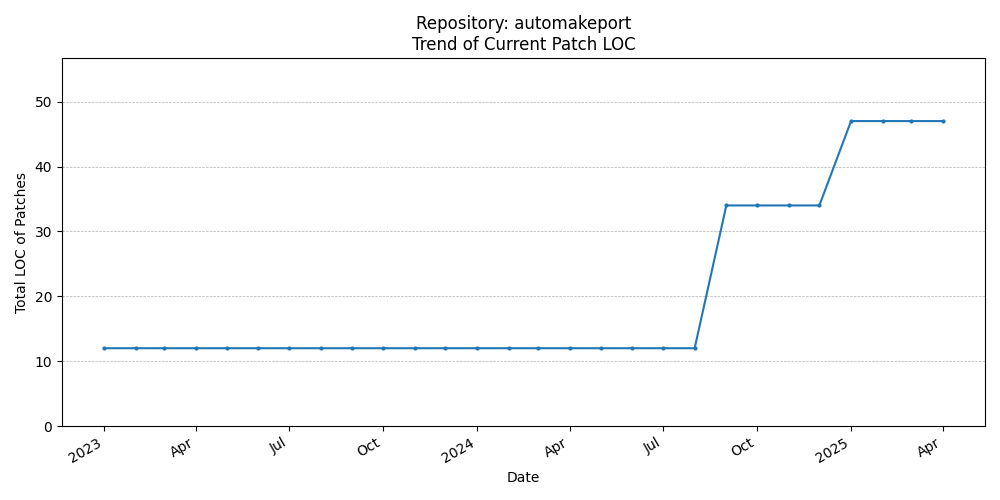 Repository: automakeport
Trend of Current Patch LOC
Total LOC of Patches
50
40
30
20
10
0
2023
Apr
Jul
Oct
2024
Apr
Jul
Oct
2025
Apr
Date